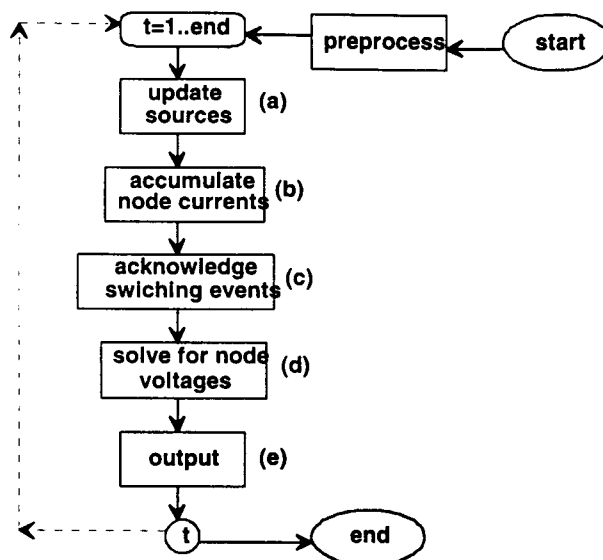 t=1..end
preprocess
start
update
sources
(a)
accumulate
node currents
(b)
acknowledge
swiching events
(c)
solve for node
voltages
(d)
output
(e)
t
end